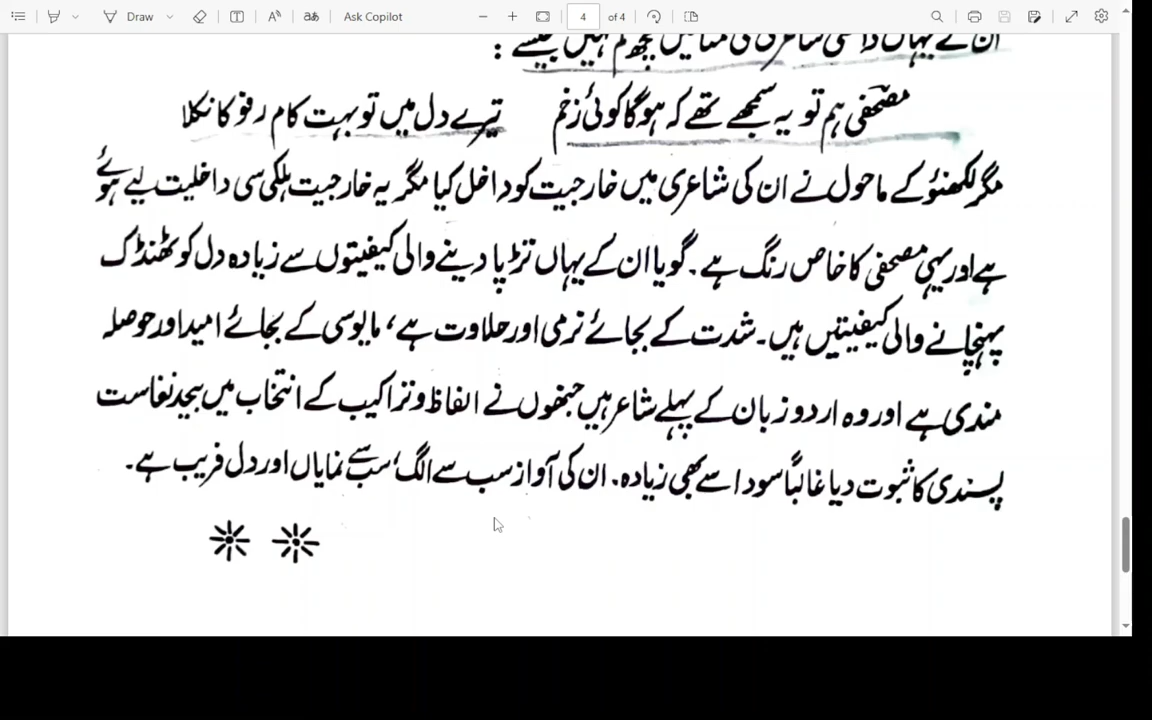 Draw
Ask Copilot
4
of 4
ان کے یہاں داخلی شاعری کی مثالیں کچھ کم نہیں جیسے :
مصحفی ہم تو یہ سمجھے تھے کہ ہوگا کوئی زخم تیرے دل میں تو بہت کام رفو کا نکلا
مگر لکھنؤ کے ماحول نے ان کی شاعری میں خارجیت کو داخل کیا مگر یہ خارجیت ہلکی سی داخلیت لیے ہوئے
ہے اور یہی مصحفی کا خاص رنگ ہے۔ گویا ان کے یہاں تڑپا دینے والی کیفیتوں سے زیادہ دل کو ٹھنڈک
پہنچانے والی کیفیتیں ہیں۔ شدت کے بجائے نرمی اور حلاوت ہے، مایوسی کے بجائے امید اور حوصلہ
مندی ہے اور وہ اردو زبان کے پہلے شاعر ہیں جنھوں نے الفاظ و تراکیب کے انتخاب میں بیحد نفاست
پسندی کا ثبوت دیا غالباً سودا سے بھی زیادہ۔ ان کی آواز سب سے الگ، سب سے نمایاں اور دل فریب ہے۔